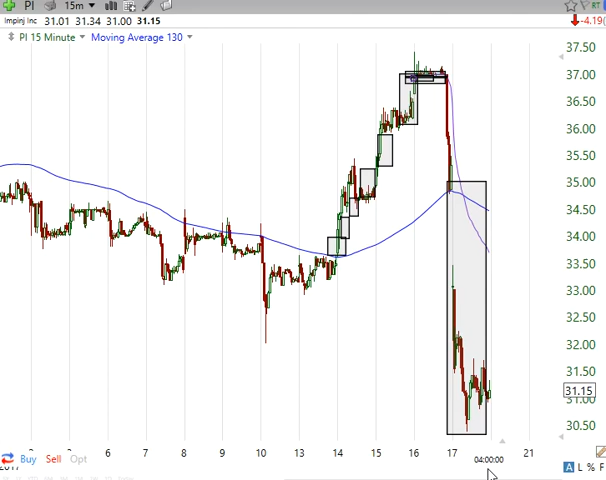 PI 15m RT
Impinj Inc 31.01 31.34 31.00 31.15 -4.19(
PI 15 Minute Moving Average 130
37.50
37.00
36.50
36.00
35.50
35.00
34.50
34.00
33.50
33.00
32.50
32.00
31.50
31.15
31.00
30.50
2 3 6 7 8 9 10 13 14 15 16 17 21
Buy Sell Opt 04:00:00
A L % F